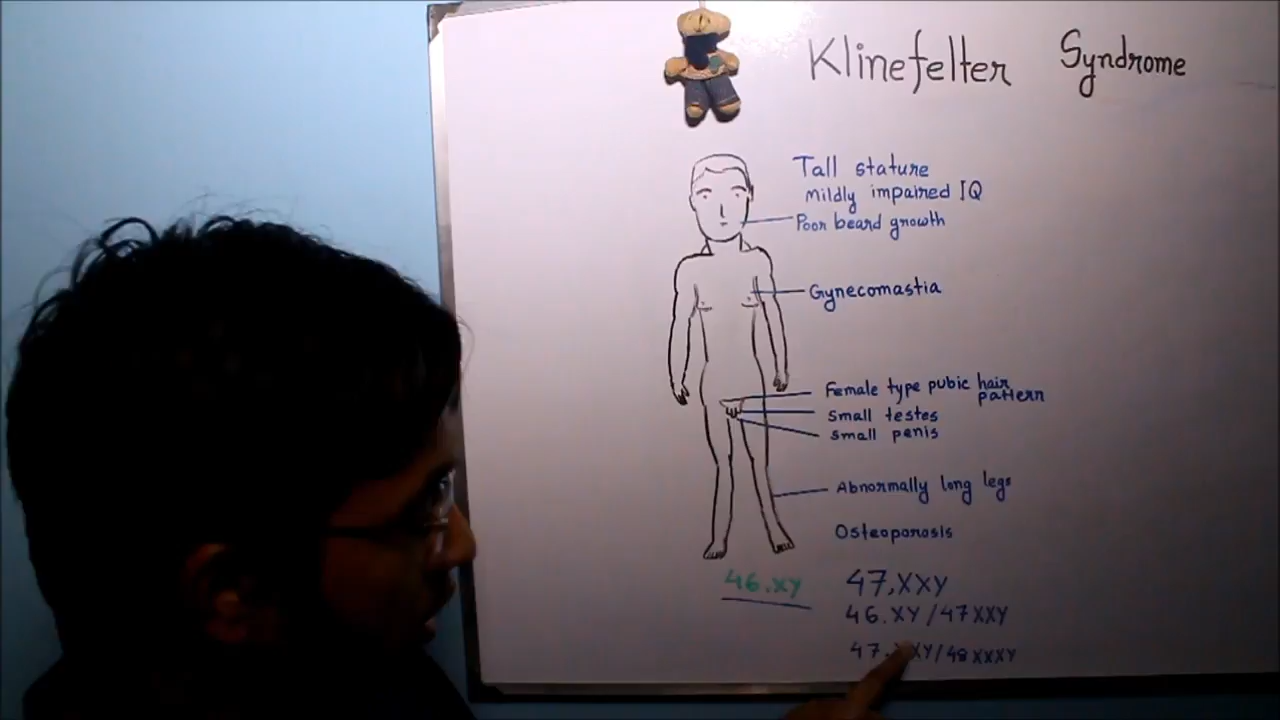 Klinefelter Syndrome
Tall stature
Mildly impaired IQ
Poor beard growth
Gynecomastia
Female type pubic hair
pattern
Small testes
Small penis
Abnormally long legs
Osteoporosis
46.XY 47,XXY
46.XY/47XXY
47.XXY/48XXXY